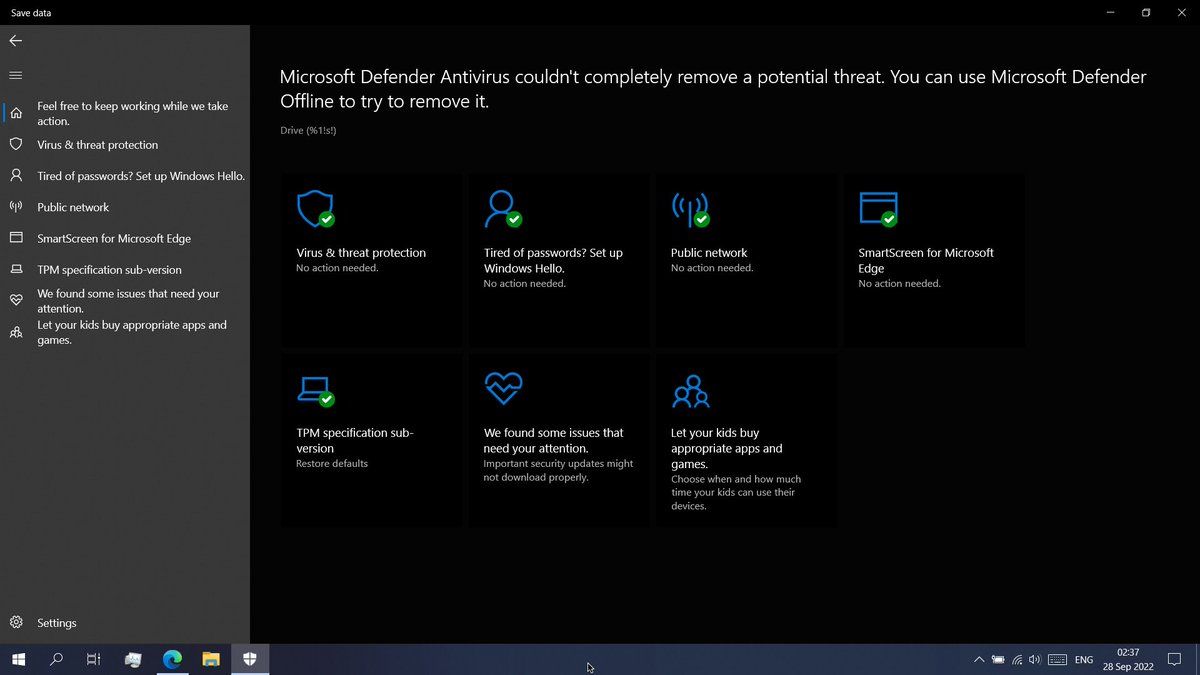 Save data
Feel free to keep working while we take
action.
Virus & threat protection
Tired of passwords? Set up Windows Hello.
Public network
SmartScreen for Microsoft Edge
TPM specification sub-version
We found some issues that need your
attention.
Let your kids buy appropriate apps and
games.
Settings
Microsoft Defender Antivirus couldn't completely remove a potential threat. You can use Microsoft Defender
Offline to try to remove it.
Drive (%1!s!)
Virus & threat protection
No action needed.
Tired of passwords? Set up
Windows Hello.
No action needed.
Public network
No action needed.
SmartScreen for Microsoft
Edge
No action needed.
TPM specification sub-
version
Restore defaults
We found some issues that
need your attention.
Important security updates might
not download properly.
Let your kids buy
appropriate apps and
games.
Choose when and how much
time your kids can use their
devices.
ENG
02:37
28 Sep 2022